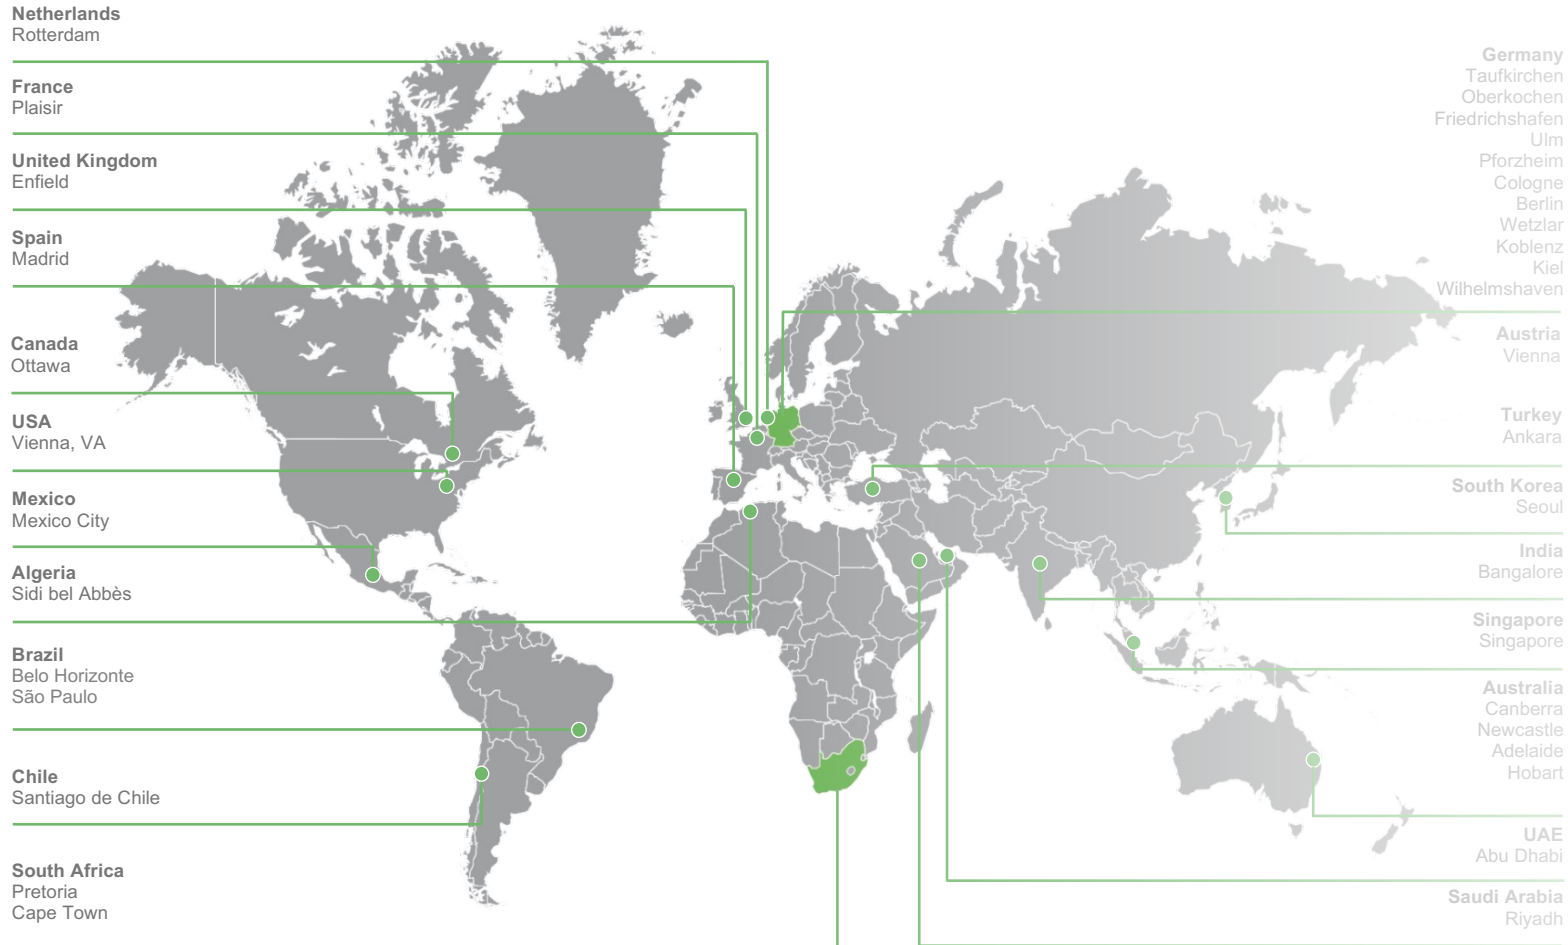 Netherlands
Rotterdam
France
Plaisir
United Kingdom
Enfield
Spain
Madrid
Canada
Ottawa
USA
Vienna, VA
Mexico
Mexico City
Algeria
Sidi bel Abbès
Brazil
Belo Horizonte
São Paulo
Chile
Santiago de Chile
South Africa
Pretoria
Cape Town
Germany
Taufkirchen
Oberkochen
Friedrichshafen
Ulm
Pforzheim
Cologne
Berlin
Wetzlar
Koblenz
Kiel
Wilhelmshaven
Austria
Vienna
Turkey
Ankara
South Korea
Seoul
India
Bangalore
Singapore
Singapore
Australia
Canberra
Newcastle
Adelaide
Hobart
UAE
Abu Dhabi
Saudi Arabia
Riyadh